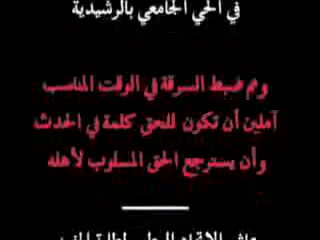 في الحي الجامعي بالرشيدية
وتم ضبط السرقة في الوقت المناسب
آملين أن تكون للحق كلمة في الحدث
وأن يسترجع الحق المسلوب لأهله